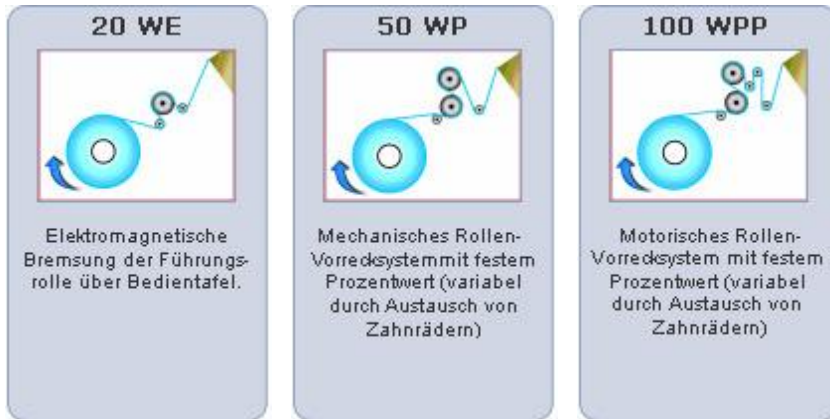 20 WE
Elektromagnetische
Bremsung der Führungs-
rolle über Bedientafel.
50 WP
Mechanisches Rollen-
Vorrecksystemmit festem
Prozentwert (variabel
durch Austausch von
Zahnrädern)
100 WPP
Motorisches Rollen-
Vorrecksystem mit festem
Prozentwert (variabel
durch Austausch von
Zahnrädern)